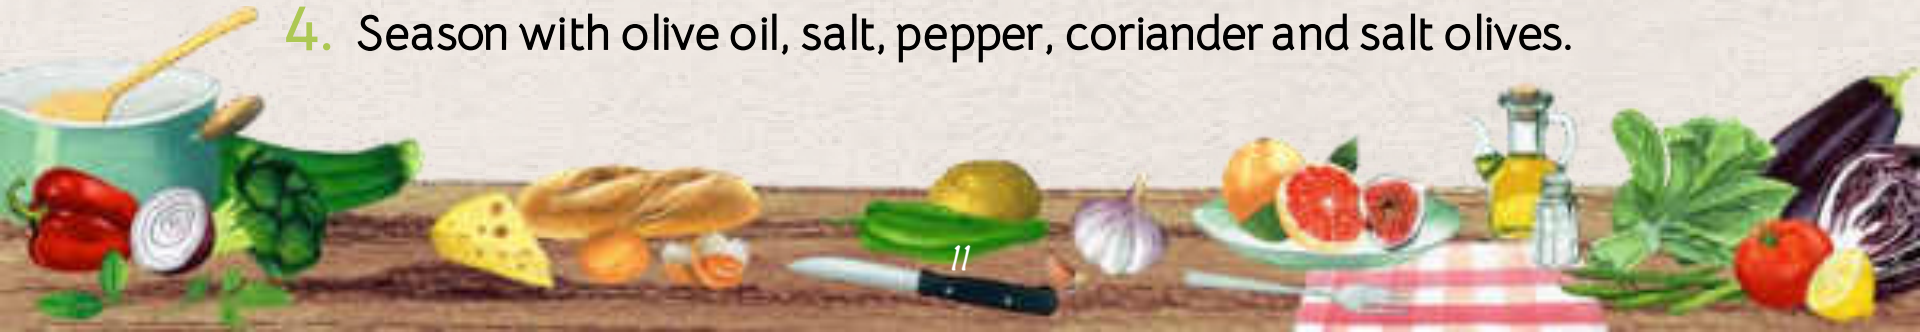 4. Season with olive oil, salt, pepper, coriander and salt olives.
11